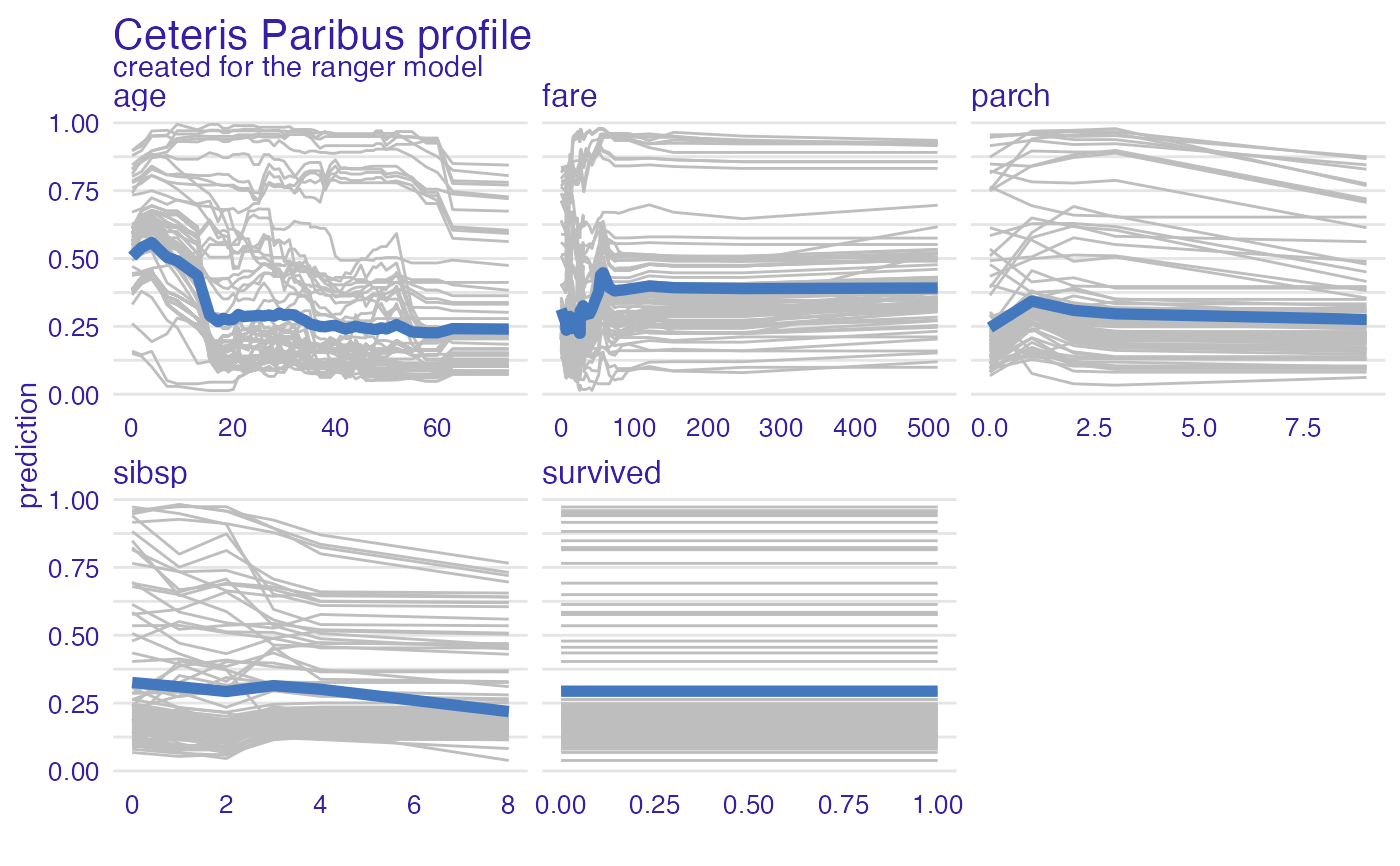 Ceteris Paribus profile
created for the ranger model
age
fare
parch
1.00
0.75
0.50
0.25
0.00
0 20 40 60
0 100 200 300 400 500
0.0 2.5 5.0 7.5
prediction
sibsp
survived
1.00
0.75
0.50
0.25
0.00
0 2 4 6 8
0.00 0.25 0.50 0.75 1.00